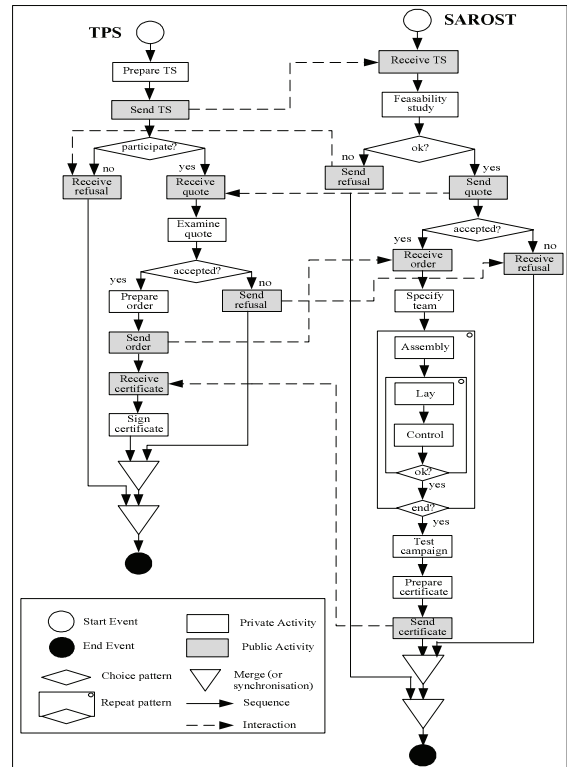 TPS
SAROST
Prepare TS
Send TS
participate?
no
yes
Receive
refusal
Receive
quote
Examine
quote
accepted?
yes
no
Prepare
order
Send
refusal
Send
order
Receive
certificate
Sign
certificate
Receive TS
Feasability
study
ok?
no
yes
Send
refusal
Send
quote
accepted?
yes
no
Receive
order
Receive
refusal
Specify
team
Assembly
Lay
Control
ok?
yes
end?
yes
Test
campaign
Prepare
certificate
Send
certificate
Start Event
End Event
Choice pattern
Repeat pattern
Private Activity
Public Activity
Merge (or
synchronisation)
Sequence
Interaction